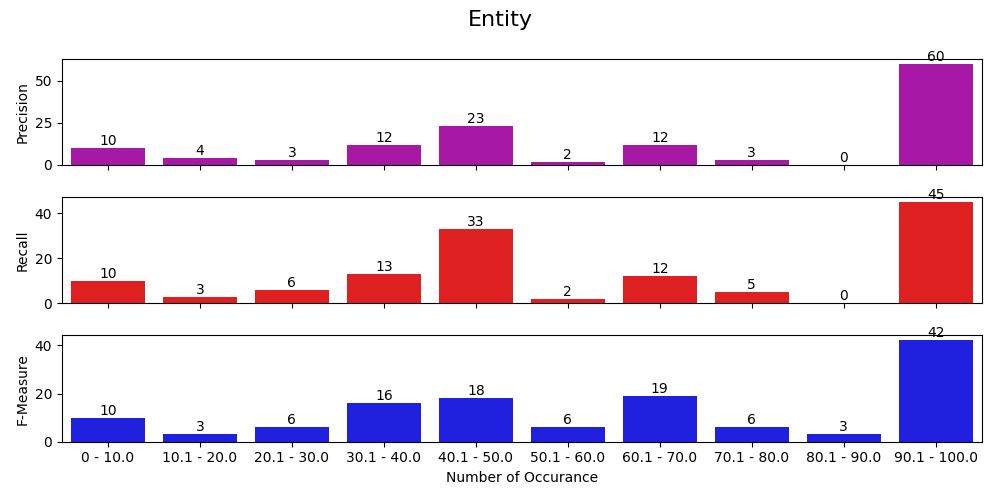 Entity
Precision
50
25
0
10
4
3
12
23
2
12
3
0
60
Recall
40
20
0
10
3
6
13
33
2
12
5
0
45
F-Measure
40
20
0
10
3
6
16
18
6
19
6
3
42
0 - 10.0
10.1 - 20.0
20.1 - 30.0
30.1 - 40.0
40.1 - 50.0
50.1 - 60.0
60.1 - 70.0
70.1 - 80.0
80.1 - 90.0
90.1 - 100.0
Number of Occurance